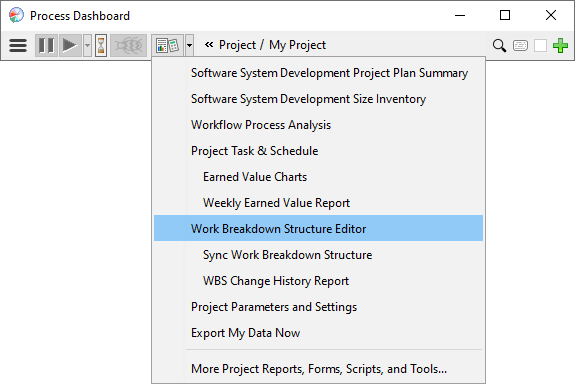 Process Dashboard
« Project / My Project
Software System Development Project Plan Summary
Software System Development Size Inventory
Workflow Process Analysis
Project Task & Schedule
Earned Value Charts
Weekly Earned Value Report
Work Breakdown Structure Editor
Sync Work Breakdown Structure
WBS Change History Report
Project Parameters and Settings
Export My Data Now
More Project Reports, Forms, Scripts, and Tools...